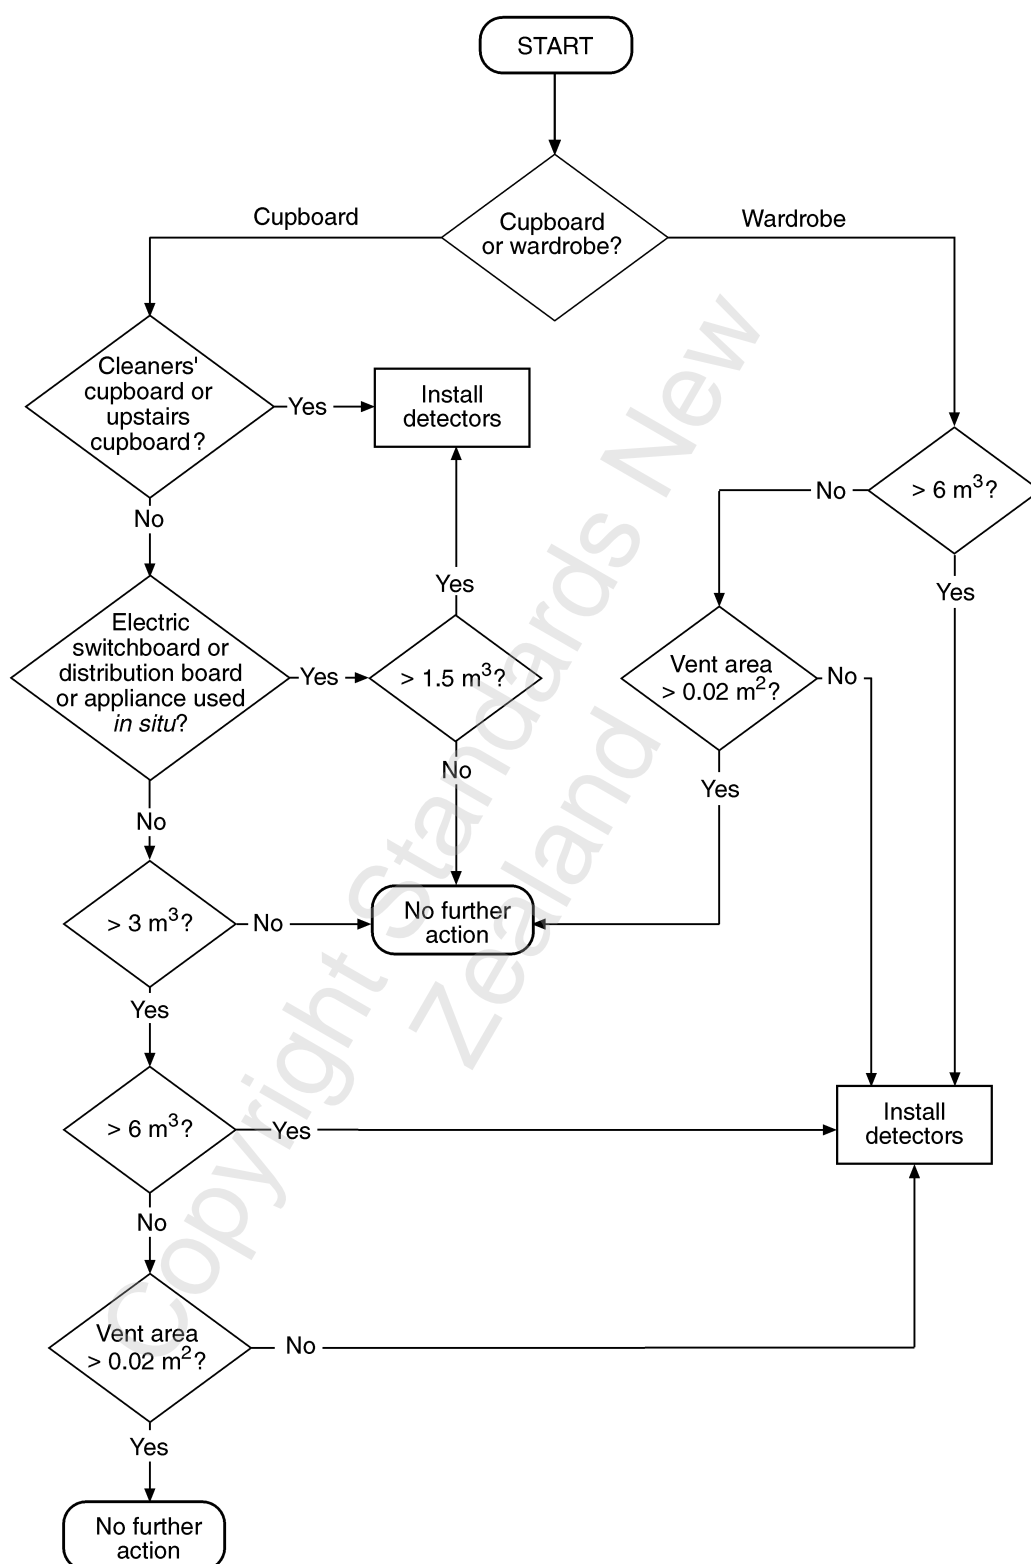 START
Cupboard
or wardrobe?
Cupboard
Wardrobe
Cleaners'
cupboard or
upstairs
cupboard?
Yes
Install
detectors
No
> 6 m³?
No
Yes
Electric
switchboard or
distribution board
or appliance used
in situ?
Yes
> 1.5 m³?
Yes
No
Vent area
> 0.02 m²?
No
Yes
No
> 3 m³?
No
No further
action
Yes
> 6 m³?
Yes
Install
detectors
No
Vent area
> 0.02 m²?
No
Yes
No further
action
Copyright Standards New
Zealand